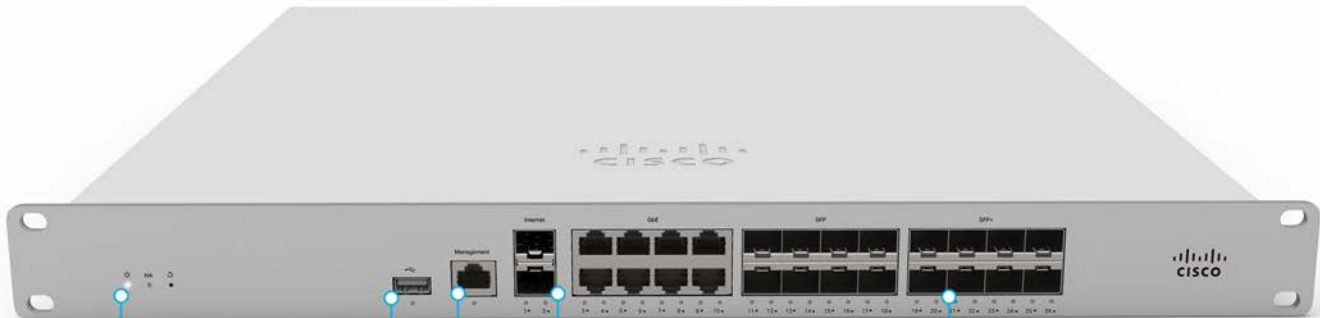 CISCO
Internet
GbE
SFP
SFP+
Management
HA
CISCO
1 2 3 4 5 6 7 8 9 10 11 12 13 14 15 16 17 18 19 20 21 22 23 24 25 26